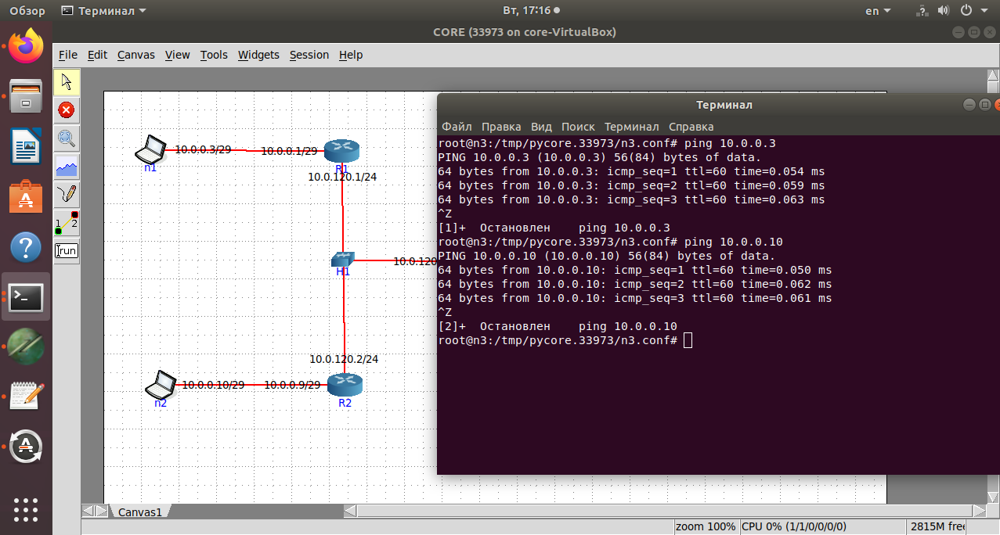 Обзор Терминал Вт, 17:16 en
CORE (33973 on core-VirtualBox)
File Edit Canvas View Tools Widgets Session Help
Терминал
Файл Правка Вид Поиск Терминал Справка
root@n3:/tmp/pycore.33973/n3.conf# ping 10.0.0.3
PING 10.0.0.3 (10.0.0.3) 56(84) bytes of data.
64 bytes from 10.0.0.3: icmp_seq=1 ttl=60 time=0.054 ms
64 bytes from 10.0.0.3: icmp_seq=2 ttl=60 time=0.059 ms
64 bytes from 10.0.0.3: icmp_seq=3 ttl=60 time=0.063 ms
^Z
[1]+  Остановлен    ping 10.0.0.3
root@n3:/tmp/pycore.33973/n3.conf# ping 10.0.0.10
PING 10.0.0.10 (10.0.0.10) 56(84) bytes of data.
64 bytes from 10.0.0.10: icmp_seq=1 ttl=60 time=0.050 ms
64 bytes from 10.0.0.10: icmp_seq=2 ttl=60 time=0.062 ms
64 bytes from 10.0.0.10: icmp_seq=3 ttl=60 time=0.061 ms
^Z
[2]+  Остановлен    ping 10.0.0.10
root@n3:/tmp/pycore.33973/n3.conf#
10.0.0.3/29 10.0.0.1/29
n1 R1
10.0.120.1/24
1 2
run
10.0.120
H1
10.0.120.2/24
10.0.0.10/29 10.0.0.9/29
n2 R2
Canvas1
zoom 100% CPU 0% (1/1/0/0/0/0) 2815M free